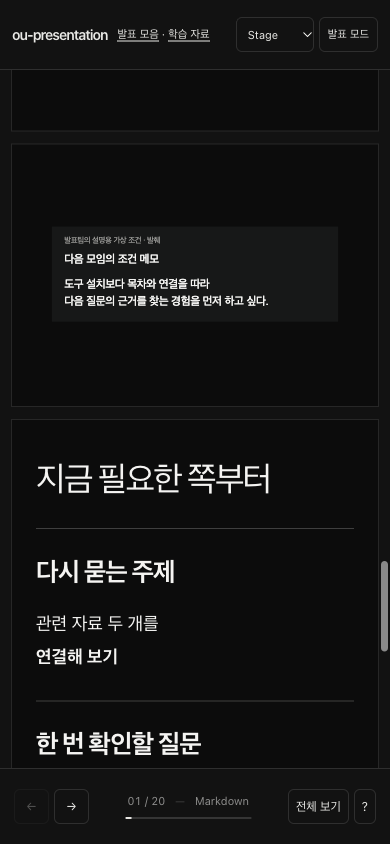 ou-presentation 발표 모음 · 학습 자료 Stage 발표 모드
발표팀의 설명용 가상 조건 · 발췌
다음 모임의 조건 메모
도구 설치보다 목차와 연결을 따라
다음 질문의 근거를 찾는 경험을 먼저 하고 싶다.
지금 필요한 쪽부터
다시 묻는 주제
관련 자료 두 개를
연결해 보기
한 번 확인할 질문
← → 01 / 20 — Markdown 전체 보기 ?